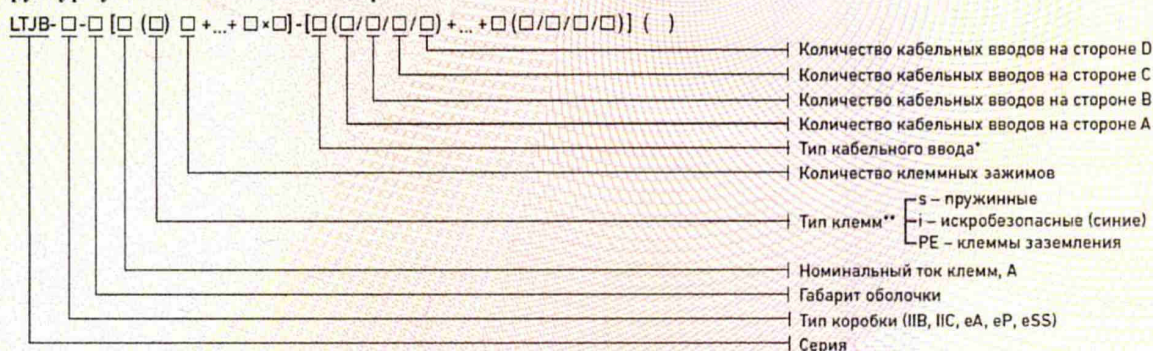 LTJB-□-□ [□ (□) □ +...+ □×□]-[□ (□/□/□/□) +... +□ (□/□/□/□)] ( )
Количество кабельных вводов на стороне D
Количество кабельных вводов на стороне C
Количество кабельных вводов на стороне B
Количество кабельных вводов на стороне A
Тип кабельного ввода*
Количество клеммных зажимов
s – пружинные
Тип клемм** i – искробезопасные (синие)
PE – клеммы заземления
Номинальный ток клемм, А
Габарит оболочки
Тип коробки (IIB, IIC, eA, eP, eSS)
Серия